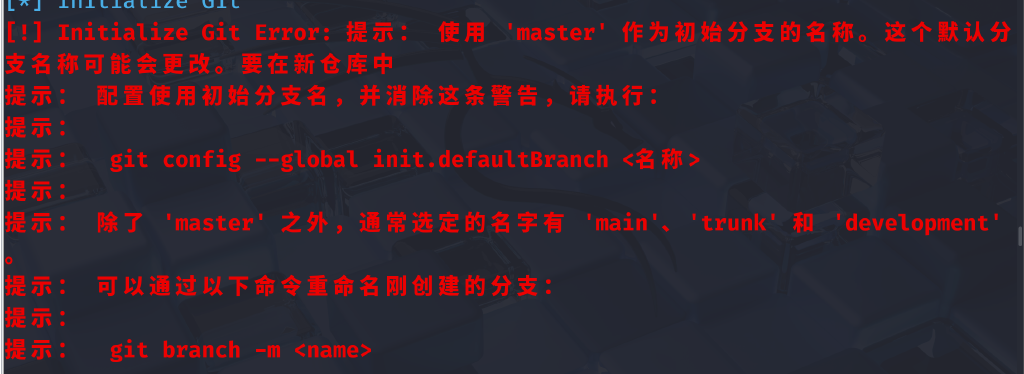 [*] Initialize Git
[!] Initialize Git Error: 提示： 使用 'master' 作为初始分支的名称。这个默认分
支名称可能会更改。要在新仓库中
提示： 配置使用初始分支名，并消除这条警告，请执行：
提示：
提示：  git config --global init.defaultBranch <名称>
提示：
提示： 除了 'master' 之外，通常选定的名字有 'main'、'trunk' 和 'development'
。
提示： 可以通过以下命令重命名刚创建的分支：
提示：
提示：  git branch -m <name>